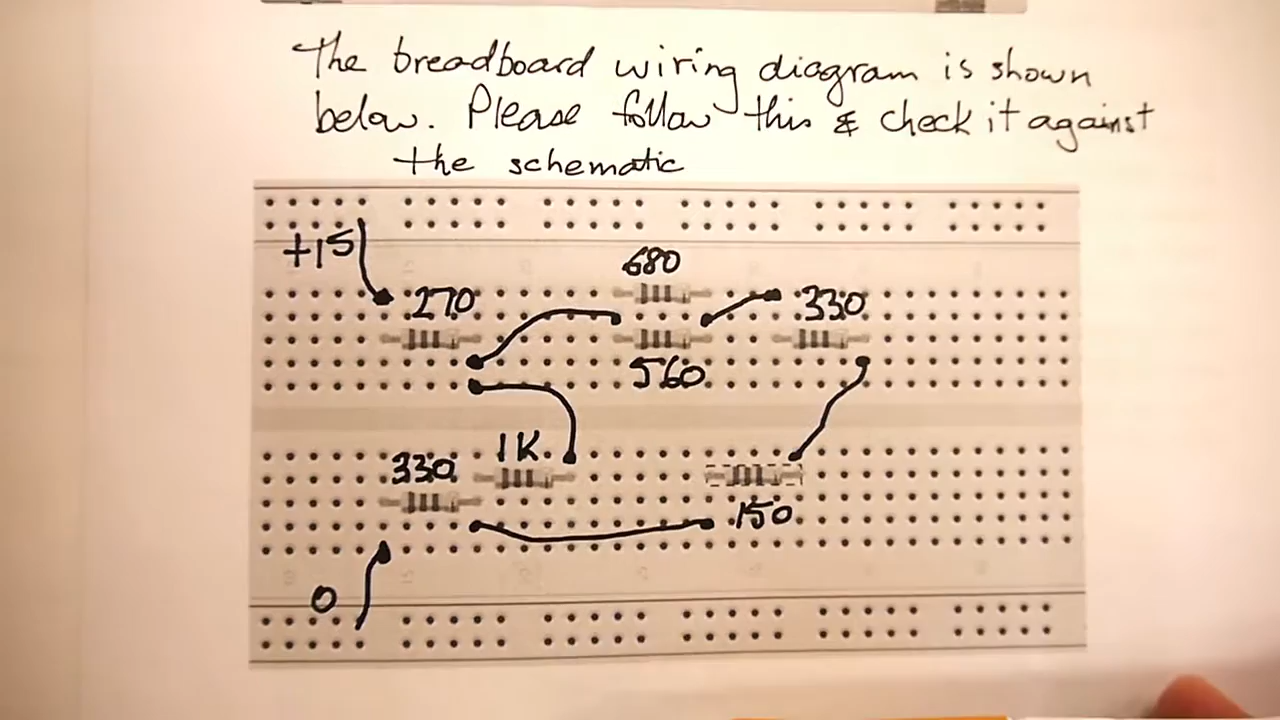 The breadboard wiring diagram is shown
below. Please follow this & check it against
the schematic
+15
680
270
330
560
1K
330
150
0